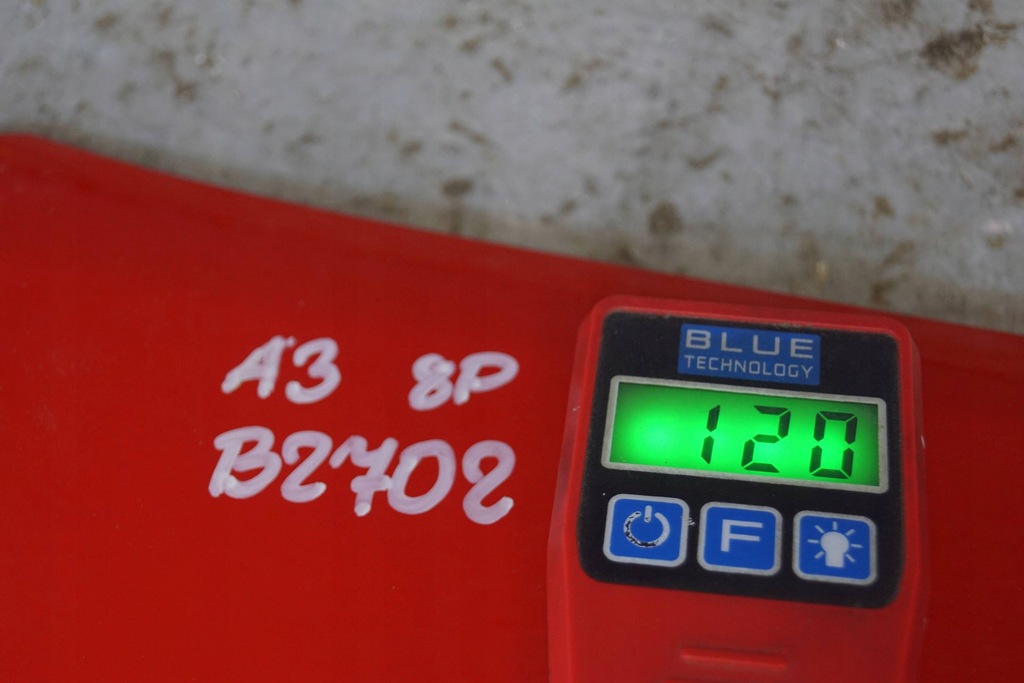 A3 8P
B2702
BLUE
TECHNOLOGY
120
F